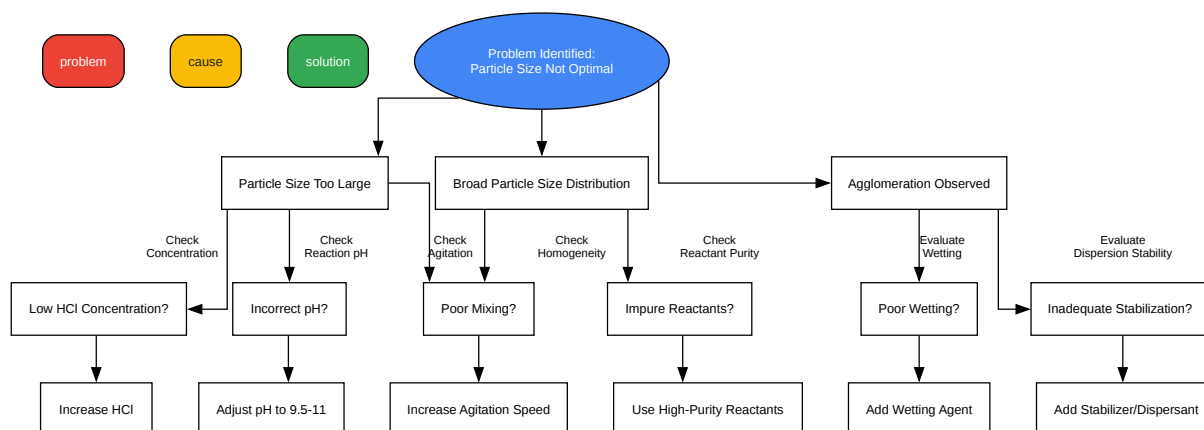 problem
cause
solution
Problem Identified:
Particle Size Not Optimal
Particle Size Too Large
Broad Particle Size Distribution
Agglomeration Observed
Check
Concentration
Check
Reaction pH
Check
Agitation
Check
Homogeneity
Check
Reactant Purity
Evaluate
Wetting
Evaluate
Dispersion Stability
Low HCl Concentration?
Incorrect pH?
Poor Mixing?
Impure Reactants?
Poor Wetting?
Inadequate Stabilization?
Increase HCl
Adjust pH to 9.5-11
Increase Agitation Speed
Use High-Purity Reactants
Add Wetting Agent
Add Stabilizer/Dispersant